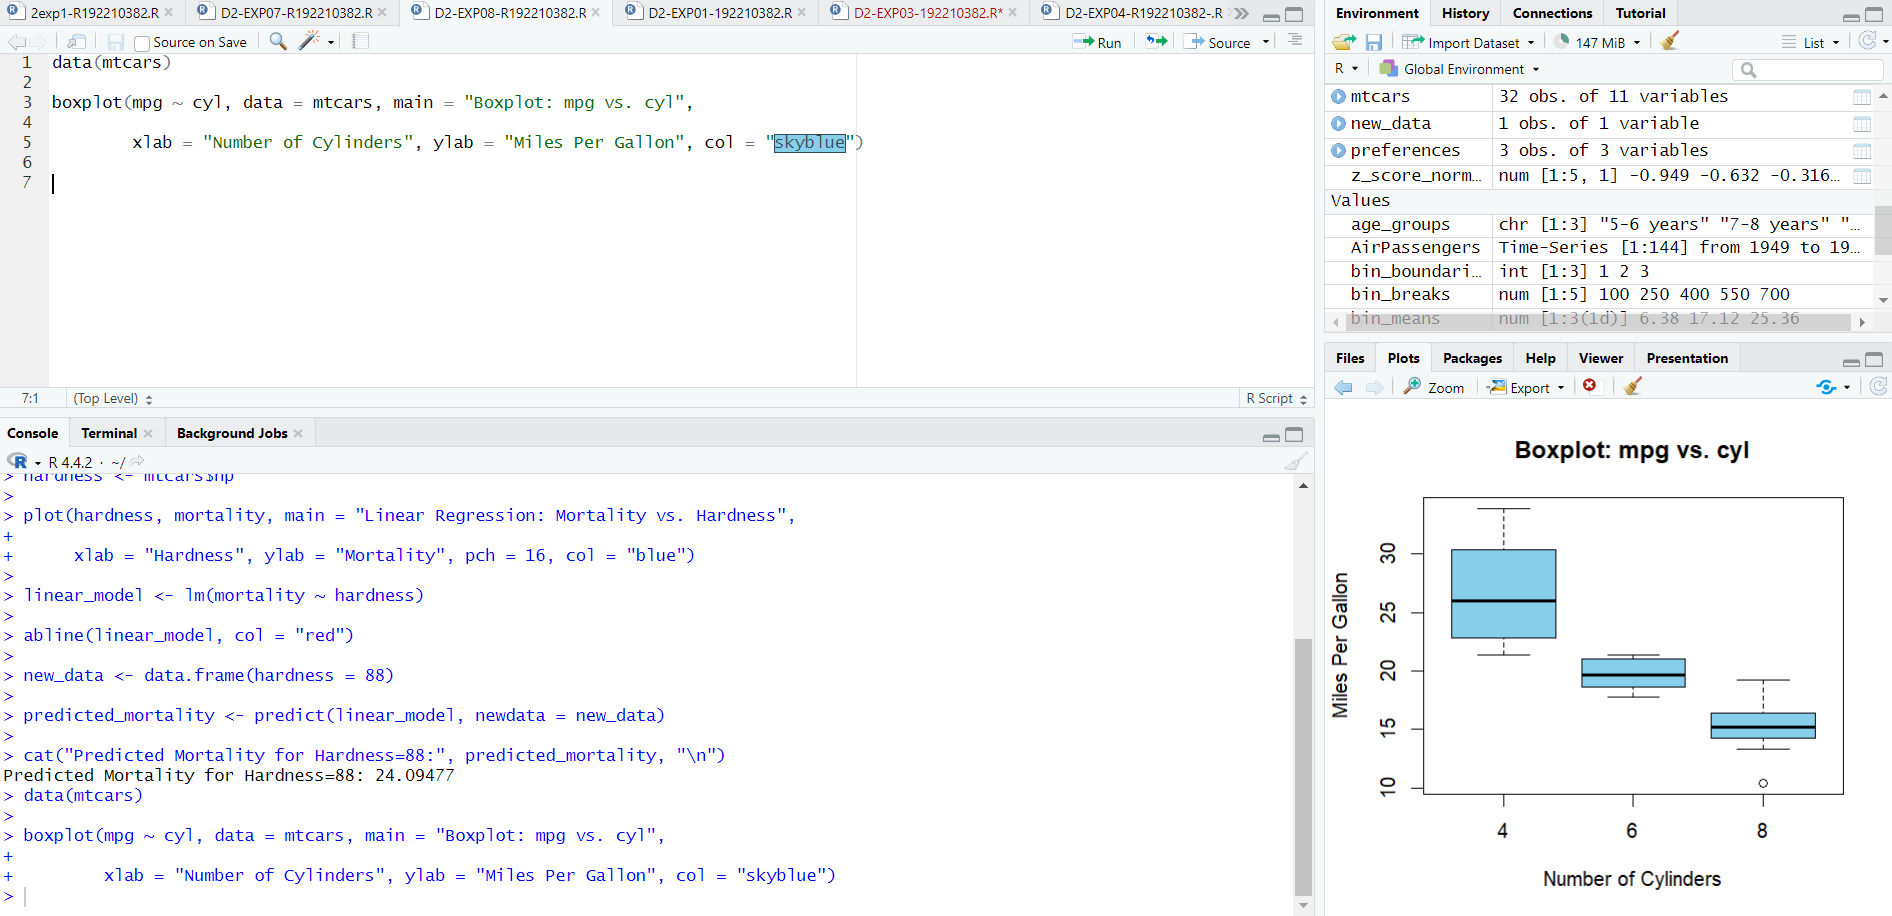 2exp1-R192210382.R
D2-EXP07-R192210382.R
D2-EXP08-R192210382.R
D2-EXP01-192210382.R
D2-EXP03-192210382.R*
D2-EXP04-R192210382-.R
Source on Save
Run
Source
1 data(mtcars)
2
3 boxplot(mpg ~ cyl, data = mtcars, main = "Boxplot: mpg vs. cyl",
4
5 xlab = "Number of Cylinders", ylab = "Miles Per Gallon", col = "skyblue")
6
7
7:1 (Top Level) R Script
Console Terminal Background Jobs
R 4.4.2 · ~/
> hardness <- mtcars$hp
>
> plot(hardness, mortality, main = "Linear Regression: Mortality vs. Hardness",
+
+ xlab = "Hardness", ylab = "Mortality", pch = 16, col = "blue")
>
> linear_model <- lm(mortality ~ hardness)
>
> abline(linear_model, col = "red")
>
> new_data <- data.frame(hardness = 88)
>
> predicted_mortality <- predict(linear_model, newdata = new_data)
>
> cat("Predicted Mortality for Hardness=88:", predicted_mortality, "\n")
Predicted Mortality for Hardness=88: 24.09477
> data(mtcars)
>
> boxplot(mpg ~ cyl, data = mtcars, main = "Boxplot: mpg vs. cyl",
+
+ xlab = "Number of Cylinders", ylab = "Miles Per Gallon", col = "skyblue")
>
Environment History Connections Tutorial
Import Dataset 147 MiB List
R Global Environment
mtcars 32 obs. of 11 variables
new_data 1 obs. of 1 variable
preferences 3 obs. of 3 variables
z_score_norm… num [1:5, 1] -0.949 -0.632 -0.316…
Values
age_groups chr [1:3] "5-6 years" "7-8 years" "…
AirPassengers Time-Series [1:144] from 1949 to 19…
bin_boundari… int [1:3] 1 2 3
bin_breaks num [1:5] 100 250 400 550 700
bin_means num [1:3(1d)] 6.38 17.12 25.36
Files Plots Packages Help Viewer Presentation
Zoom Export
Boxplot: mpg vs. cyl
Miles Per Gallon
30
25
20
15
10
4 6 8
Number of Cylinders